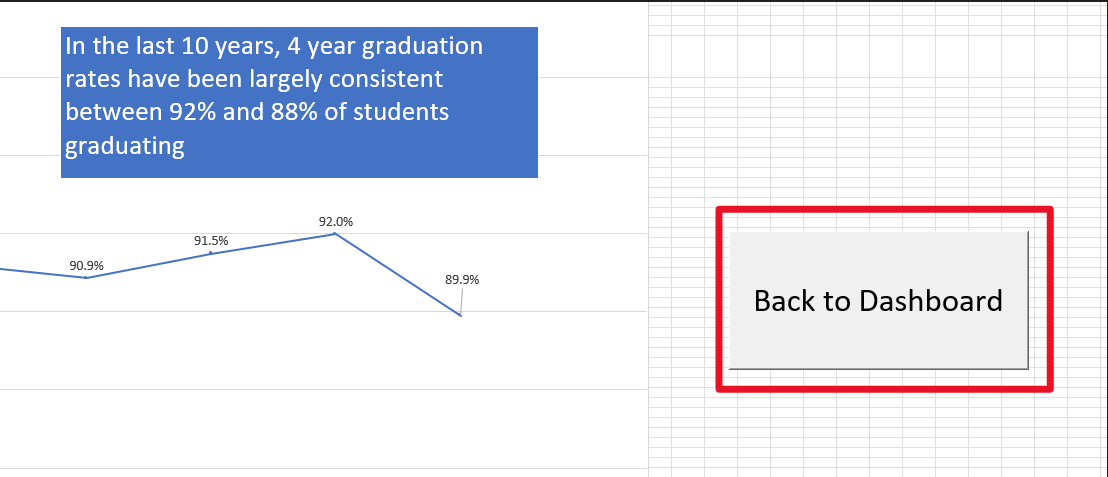 In the last 10 years, 4 year graduation
rates have been largely consistent
between 92% and 88% of students
graduating
92.0%
91.5%
90.9%
89.9%
Back to Dashboard